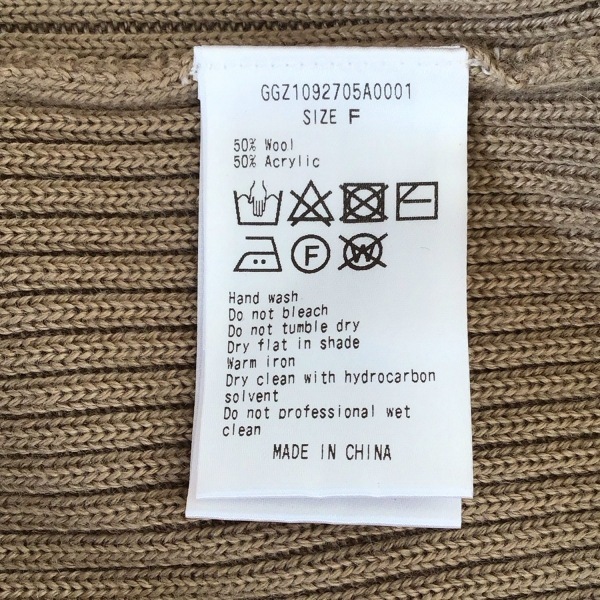 GGZ1092705A0001
SIZE F
50% Wool
50% Acrylic
F W
Hand wash
Do not bleach
Do not tumble dry
Dry flat in shade
Warm iron
Dry clean with hydrocarbon
solvent
Do not professional wet
clean
MADE IN CHINA